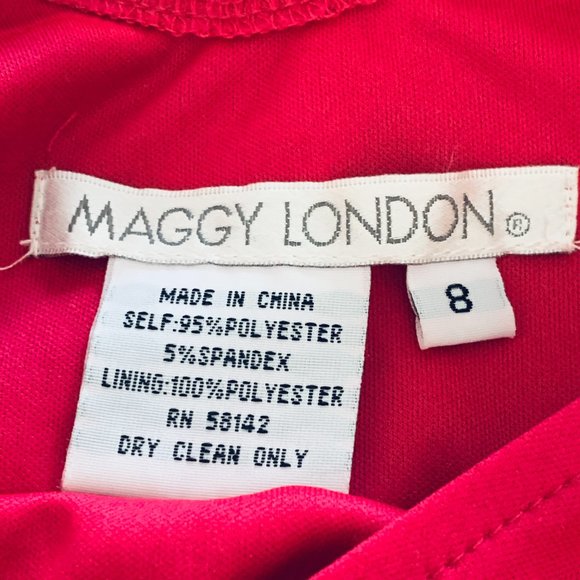 MAGGY LONDON®
8
MADE IN CHINA
SELF:95%POLYESTER
5%SPANDEX
LINING:100%POLYESTER
RN 58142
DRY CLEAN ONLY